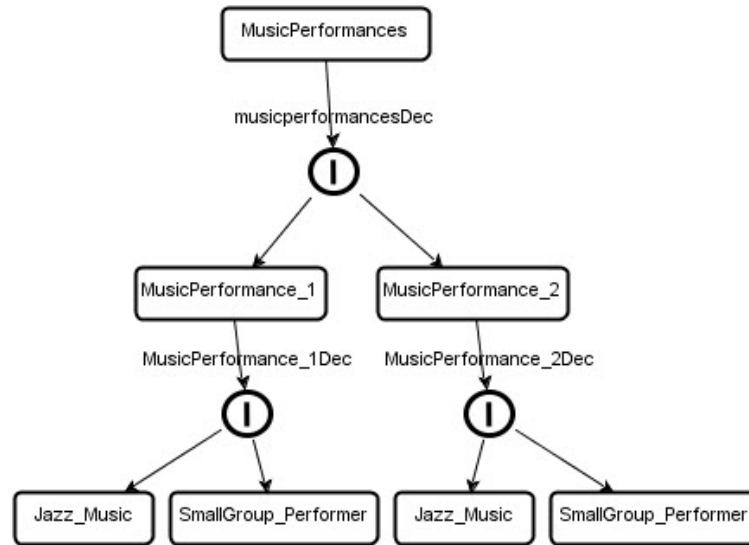 MusicPerformances
musicperformancesDec
I
MusicPerformance_1
MusicPerformance_2
MusicPerformance_1Dec
MusicPerformance_2Dec
I
I
Jazz_Music
SmallGroup_Performer
Jazz_Music
SmallGroup_Performer